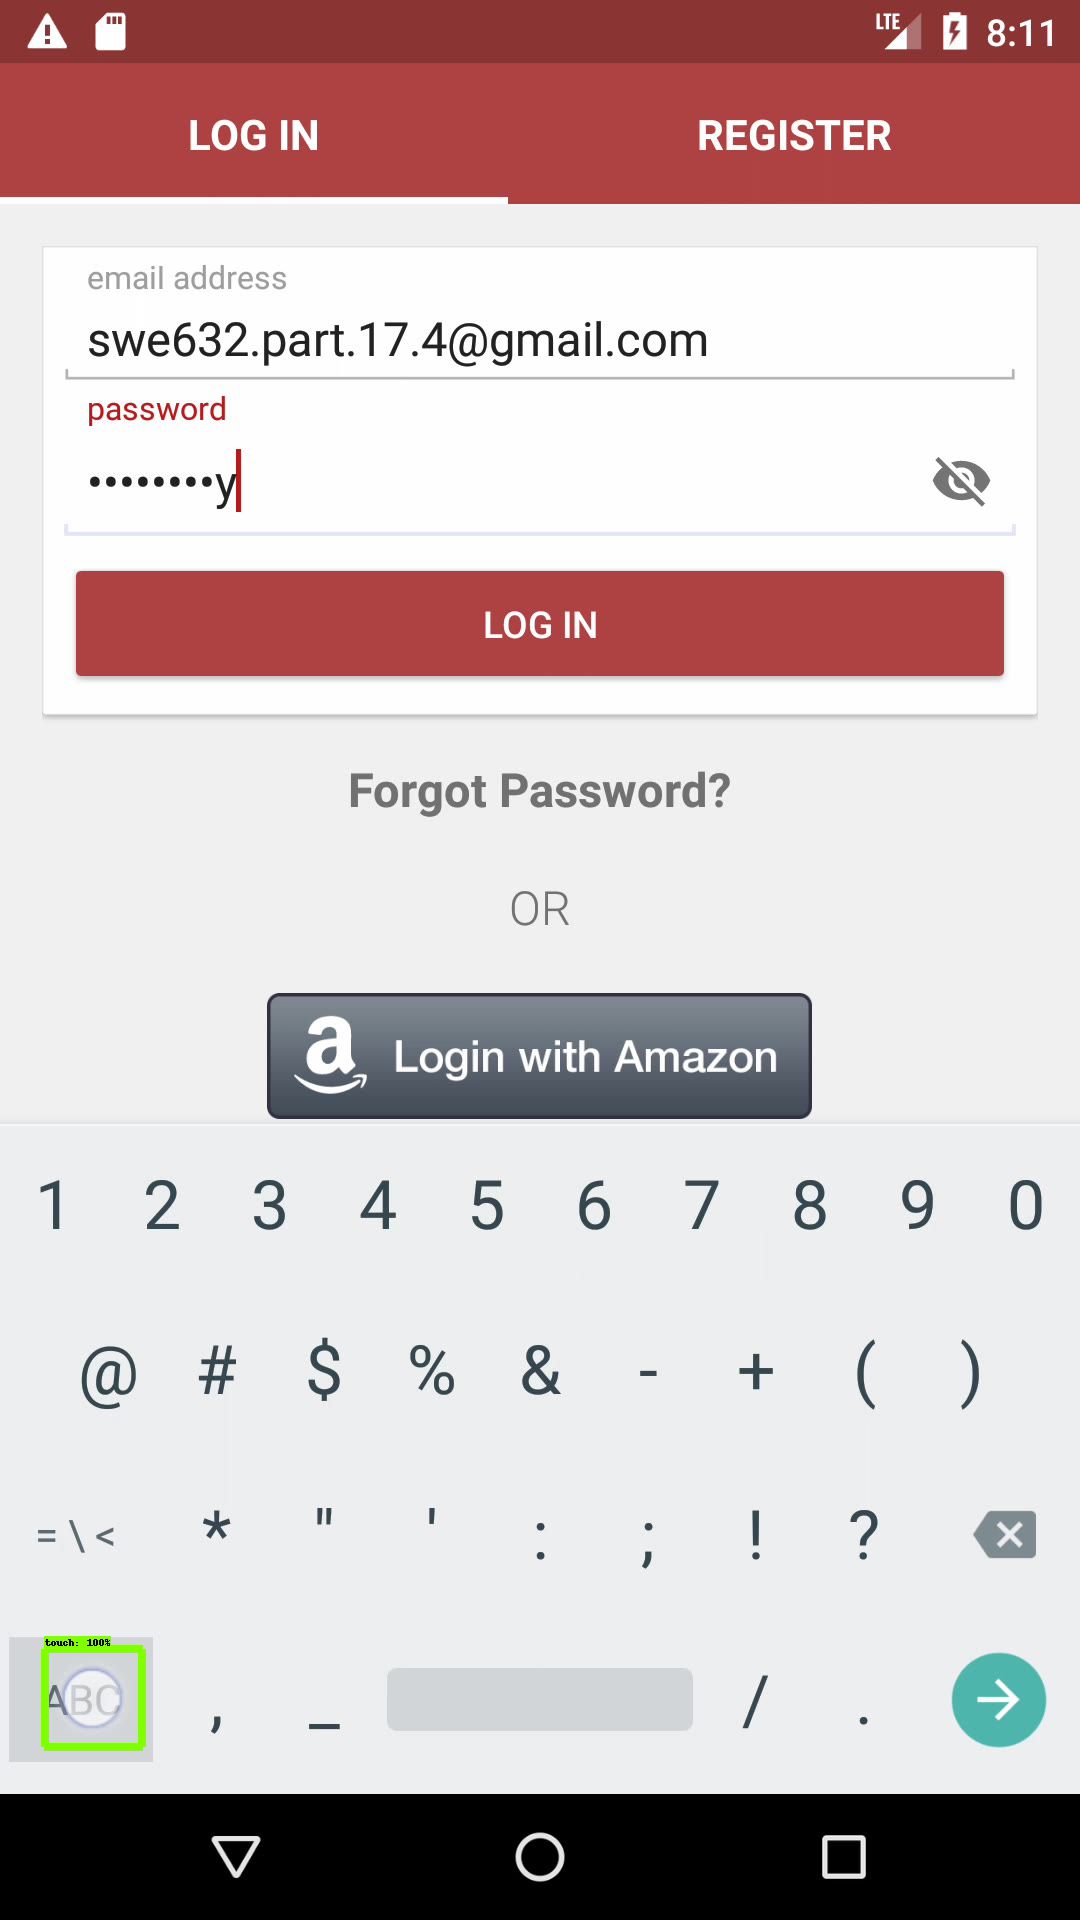 LTE 8:11
LOG IN REGISTER
email address
swe632.part.17.4@gmail.com
password
••••••••y
LOG IN
Forgot Password?
OR
a Login with Amazon
1 2 3 4 5 6 7 8 9 0
@ # $ % & - + ( )
= \ < * " ' : ; ! ?
touch: 100%
ABC , _ / .